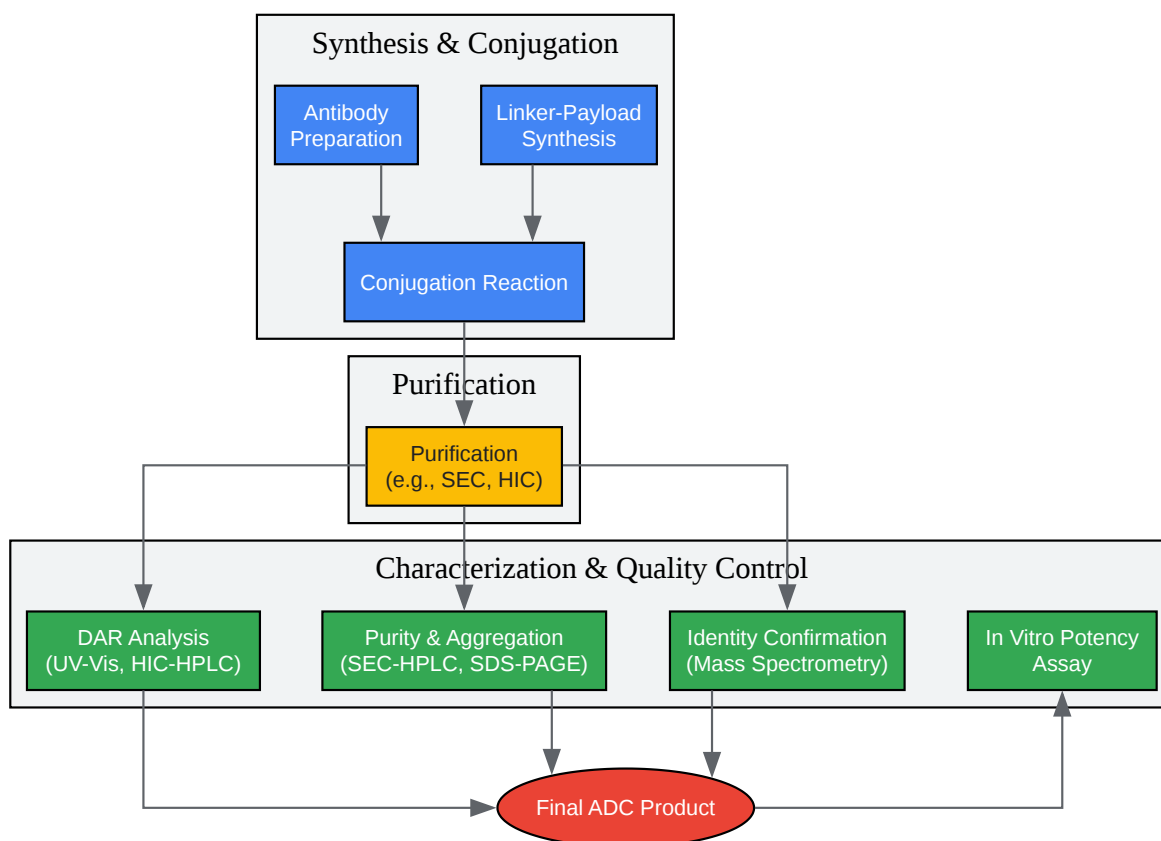 Synthesis & Conjugation
Antibody
Preparation
Linker-Payload
Synthesis
Conjugation Reaction
Purification
Purification
(e.g., SEC, HIC)
Characterization & Quality Control
DAR Analysis
(UV-Vis, HIC-HPLC)
Purity & Aggregation
(SEC-HPLC, SDS-PAGE)
Identity Confirmation
(Mass Spectrometry)
In Vitro Potency
Assay
Final ADC Product